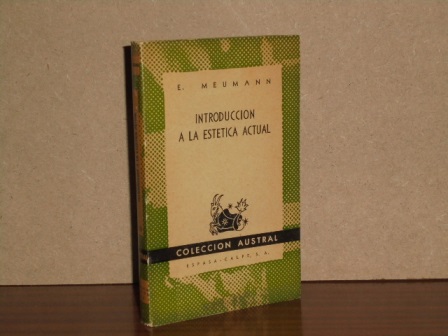 E. MEUMANN
INTRODUCCION
A LA ESTETICA ACTUAL
COLECCION AUSTRAL
ESPASA-CALPE, S. A.